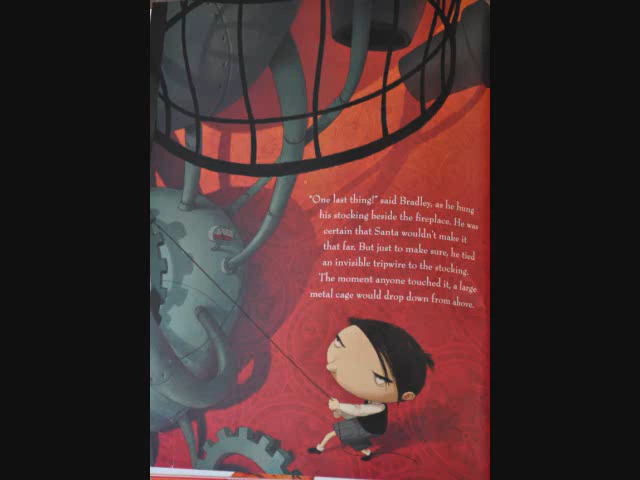 "One last thing!" said Bradley, as he hung
his stocking beside the fireplace. He was
certain that Santa wouldn't make it
that far. But just to make sure, he tied
an invisible tripwire to the stocking.
The moment anyone touched it, a large
metal cage would drop down from above.